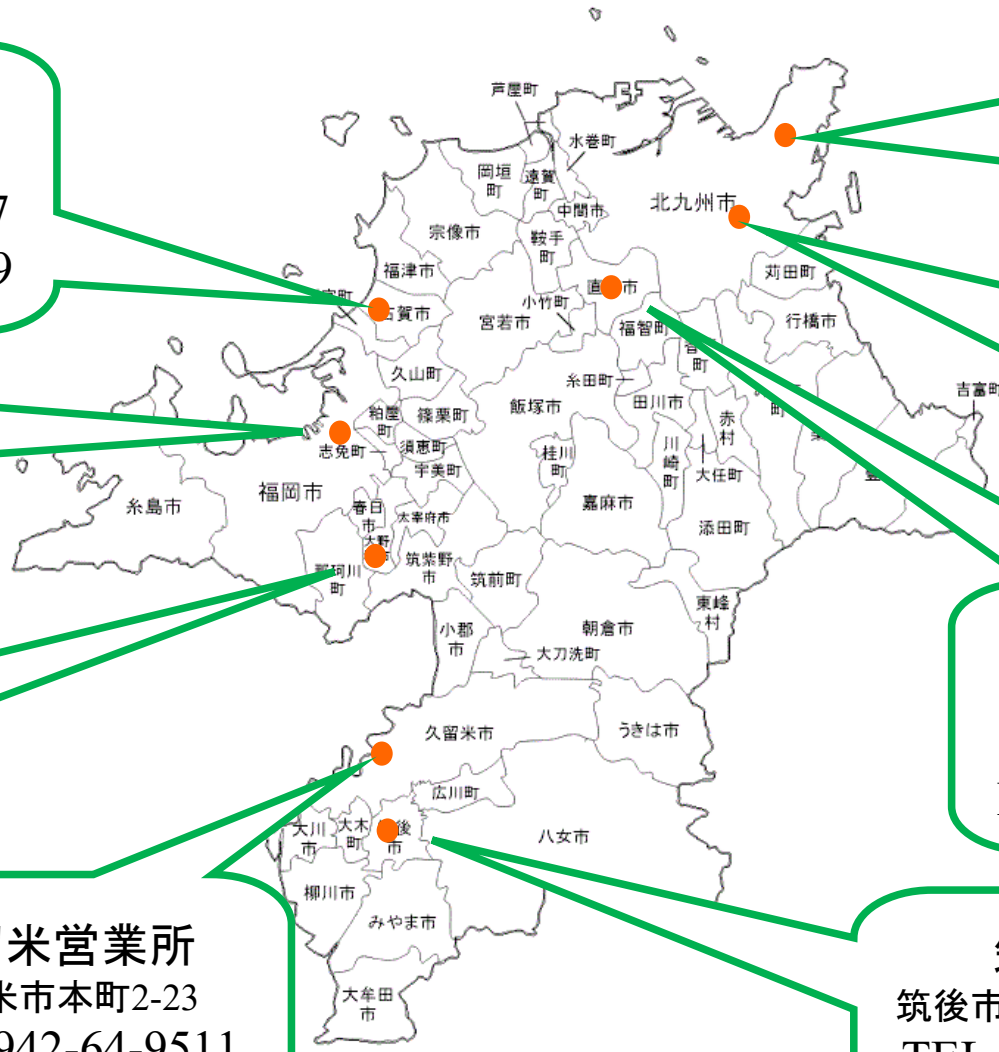 芦屋町
水巻町
岡垣
町
遠賀
町
中間市
北九州市
7
9
宗像市
鞍手
町
福津市
苅田町
直
市
小竹町
宮若市
福智町
行橋市
賀市
町
久山町
糸田町
田川市
飯塚市
吉富町
粕屋
町
篠栗町
赤
村
町
志免町
須恵町
宇美町
桂川
町
川
崎
町
大任町
福岡市
糸島市
春日
市
太宰府市
嘉麻市
添田町
大野
筑紫野
市
珂川
町
筑前町
東峰
村
小郡
市
朝倉市
大刀洗町
久留米市
うきは市
広川町
大川
市
大木
町
後
市
八女市
柳川市
みやま市
米営業所
米市本町2-23
942-64-9511
大牟田
市
筑後市
TEL